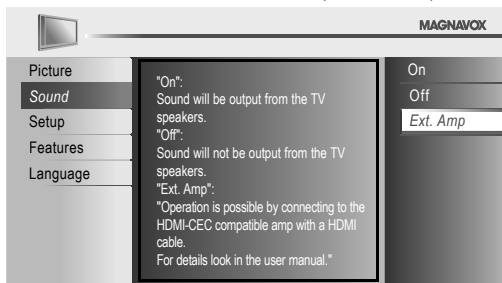 MAGNAVOX
Picture
Sound
Setup
Features
Language
"On":
Sound will be output from the TV
speakers.
"Off":
Sound will not be output from the TV
speakers.
"Ext. Amp":
"Operation is possible by connecting to the
HDMI-CEC compatible amp with a HDMI
cable.
For details look in the user manual."
On
Off
Ext. Amp